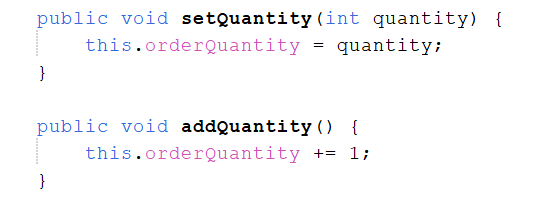 public void setQuantity(int quantity) {
    this.orderQuantity = quantity;
}

public void addQuantity() {
    this.orderQuantity += 1;
}